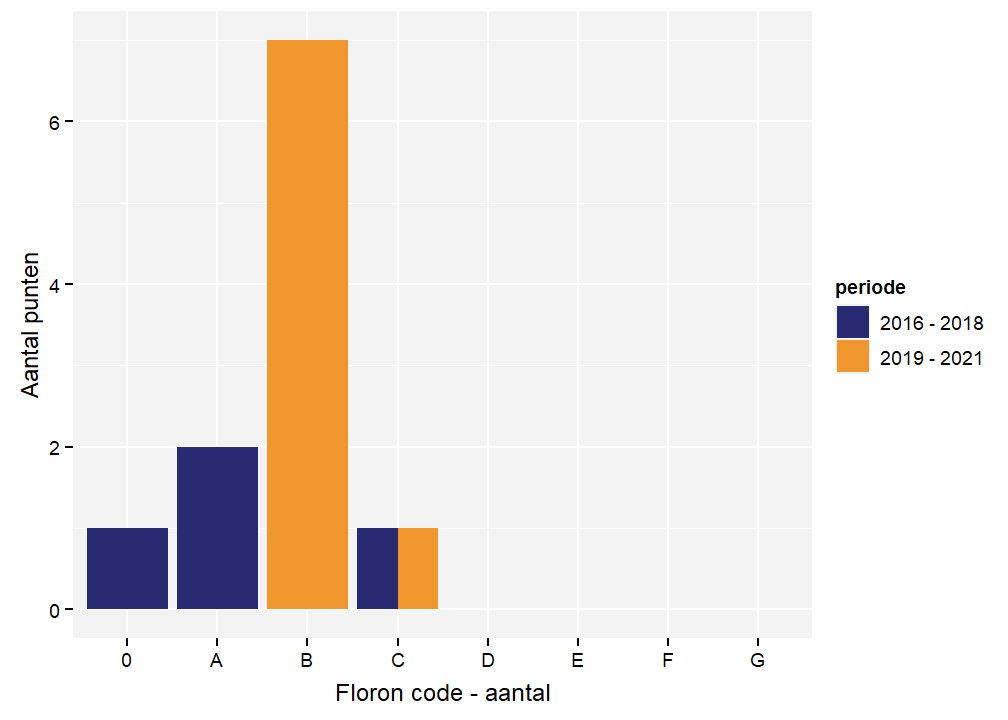 6
4
2
0
Aantal punten
0 A B C D E F G
Floron code - aantal
periode
2016 - 2018
2019 - 2021